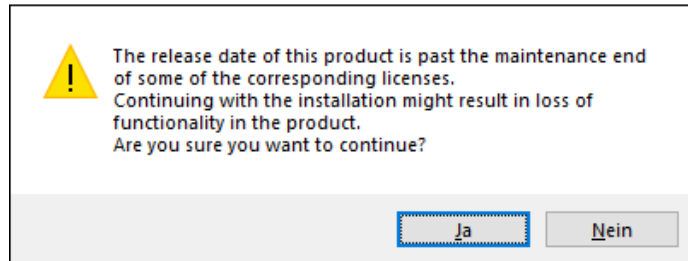 The release date of this product is past the maintenance end
of some of the corresponding licenses.
Continuing with the installation might result in loss of
functionality in the product.
Are you sure you want to continue?
Ja
Nein